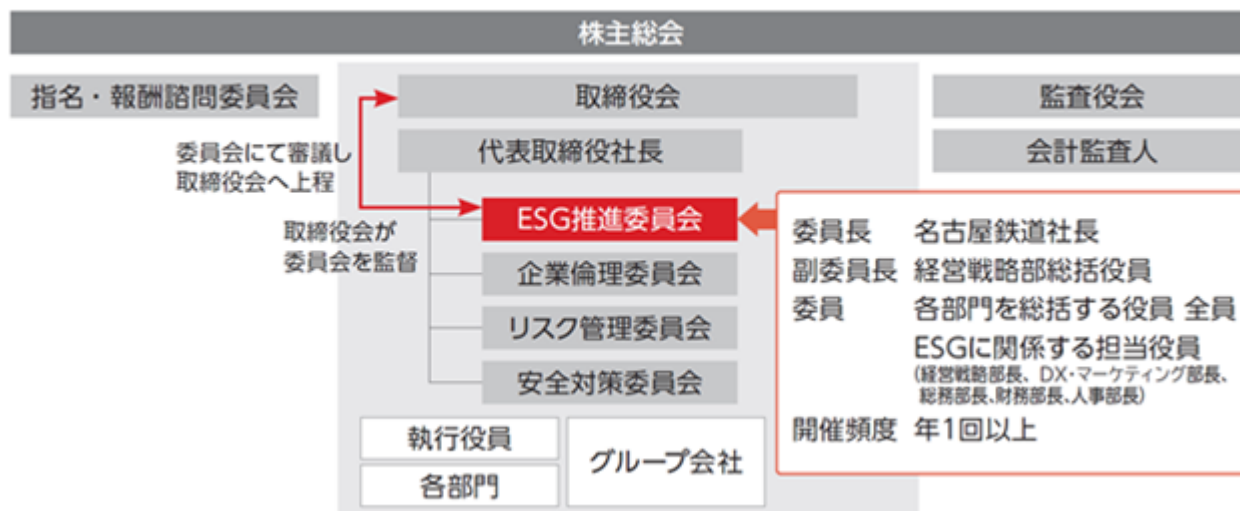 株主総会
指名・報酬諮問委員会
取締役会
監査役会
代表取締役社長
会計監査人
委員会にて審議し
取締役会へ上程
取締役会が
委員会を監督
ESG推進委員会
企業倫理委員会
リスク管理委員会
安全対策委員会
執行役員
各部門
グループ会社
委員長 名古屋鉄道社長
副委員長 経営戦略部総括役員
委員 各部門を総括する役員 全員
ESGに関係する担当役員
(経営戦略部長、DX・マーケティング部長、
総務部長、財務部長、人事部長)
開催頻度 年1回以上